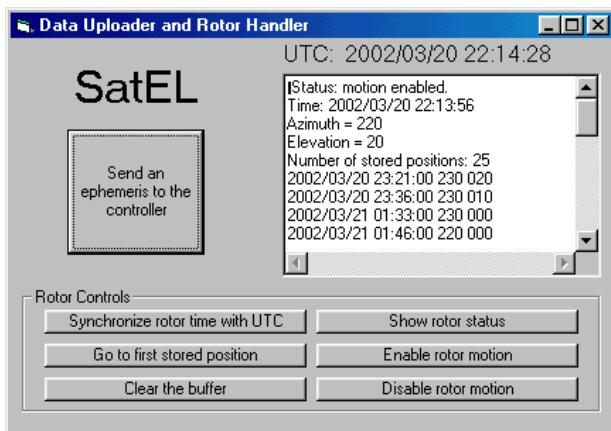 Data Uploader and Rotor Handler
SatEL
UTC: 2002/03/20 22:14:28
Status: motion enabled.
Time: 2002/03/20 22:13:56
Azimuth = 220
Elevation = 20
Number of stored positions: 25
2002/03/20 23:21:00 230 020
2002/03/20 23:36:00 230 010
2002/03/21 01:33:00 230 000
2002/03/21 01:46:00 220 000
Send an
ephemeris to the
controller
Rotor Controls
Synchronize rotor time with UTC
Show rotor status
Go to first stored position
Enable rotor motion
Clear the buffer
Disable rotor motion